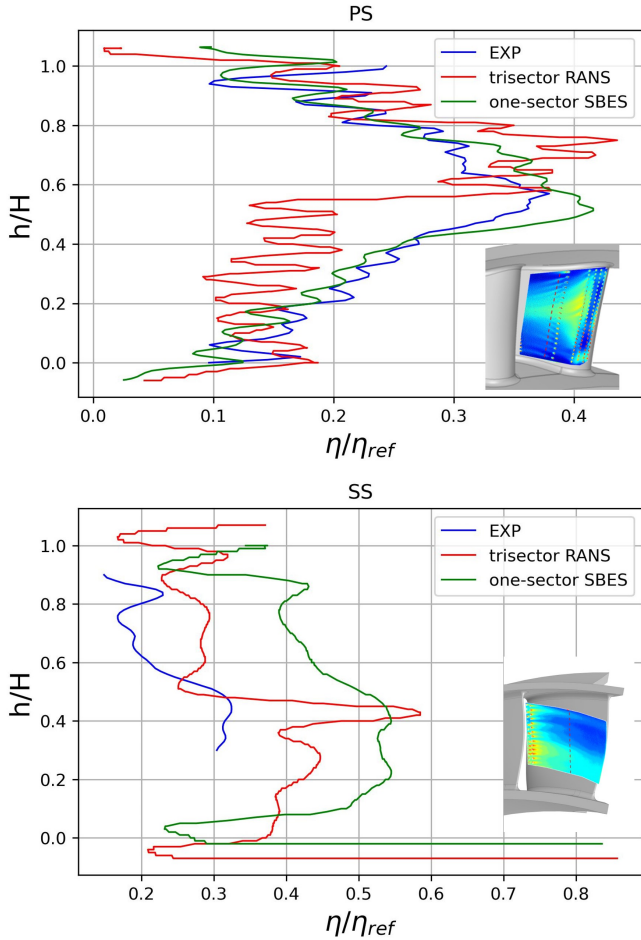 PS
h/H
1.0
0.8
0.6
0.4
0.2
0.0
EXP
trisector RANS
one-sector SBES
0.0 0.1 0.2 0.3 0.4
η/η_ref
SS
h/H
1.0
0.8
0.6
0.4
0.2
0.0
EXP
trisector RANS
one-sector SBES
0.2 0.3 0.4 0.5 0.6 0.7 0.8
η/η_ref